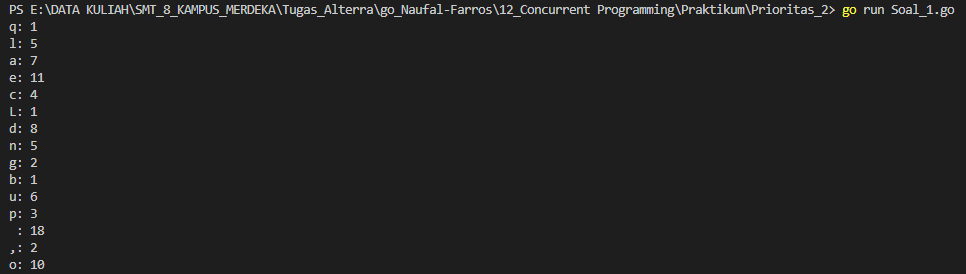 PS E:\DATA KULIAH\SMT_8_KAMPUS_MERDEKA\Tugas_Alterra\go_Naufal-Farros\12_Concurrent Programming\Praktikum\Prioritas_2> go run Soal_1.go
q: 1
l: 5
a: 7
e: 11
c: 4
L: 1
d: 8
n: 5
g: 2
b: 1
u: 6
p: 3
 : 18
,: 2
o: 10